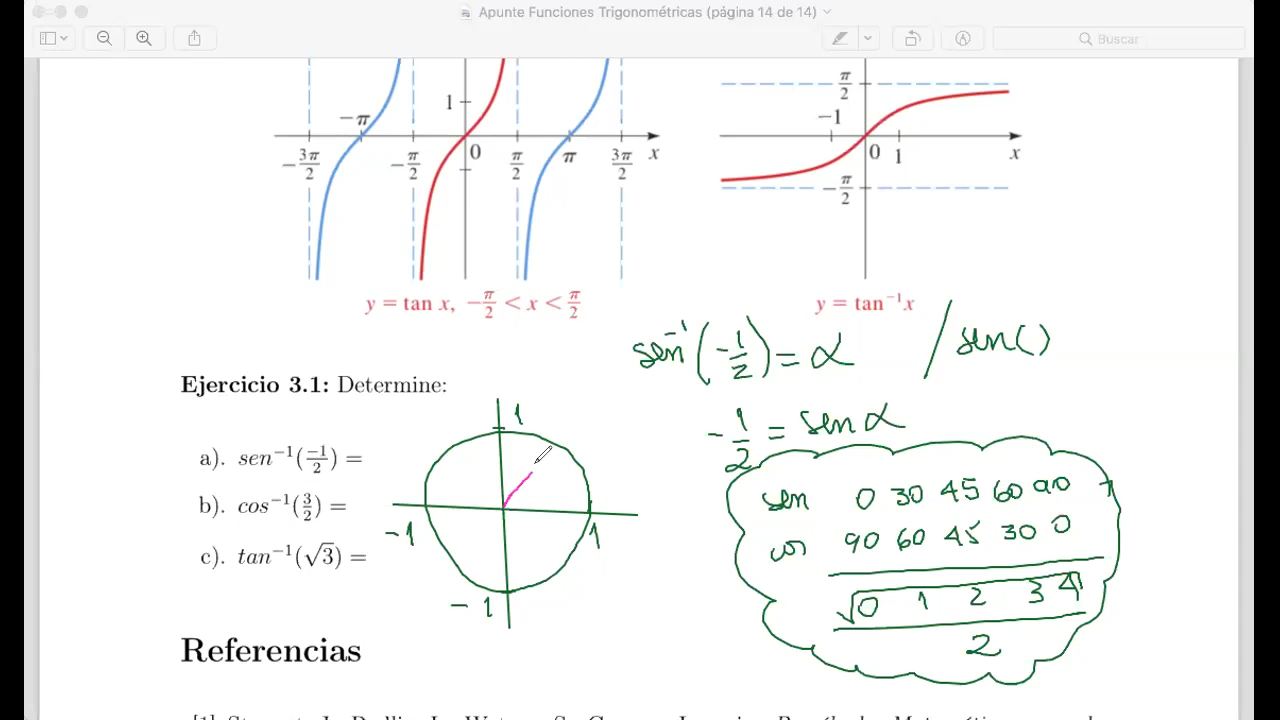 Apunte Funciones Trigonométricas (página 14 de 14)
Buscar
1
−π
−3π/2
−π/2
0
π/2
π
3π/2
x
y = tan x, −π/2 < x < π/2
π/2
−1
0
1
x
−π/2
y = tan⁻¹x
sen⁻¹(-1/2) = α / sen()
-1/2 = sen α
Ejercicio 3.1: Determine:
a). sen⁻¹(−1/2) =
b). cos⁻¹(3/2) =
c). tan⁻¹(√3) =
1
-1
1
-1
sen 0 30 45 60 90
cos 90 60 45 30 0
√0 1 2 3 4
2
Referencias